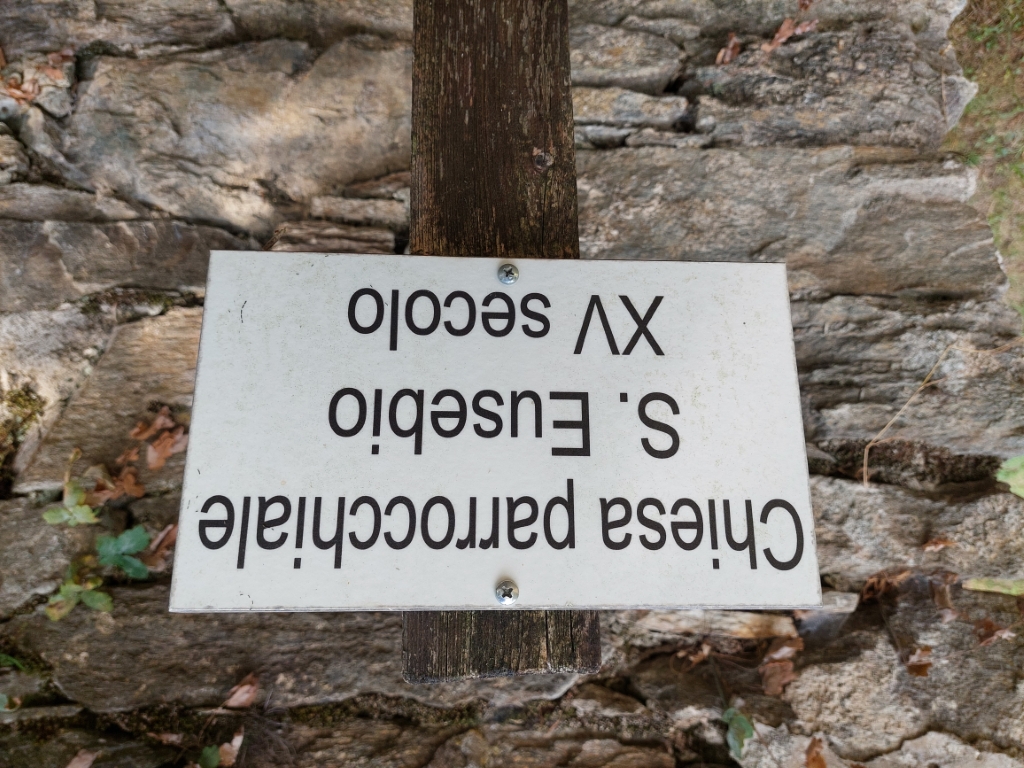 Chiesa parrocchiale
S. Eusebio
XV secolo